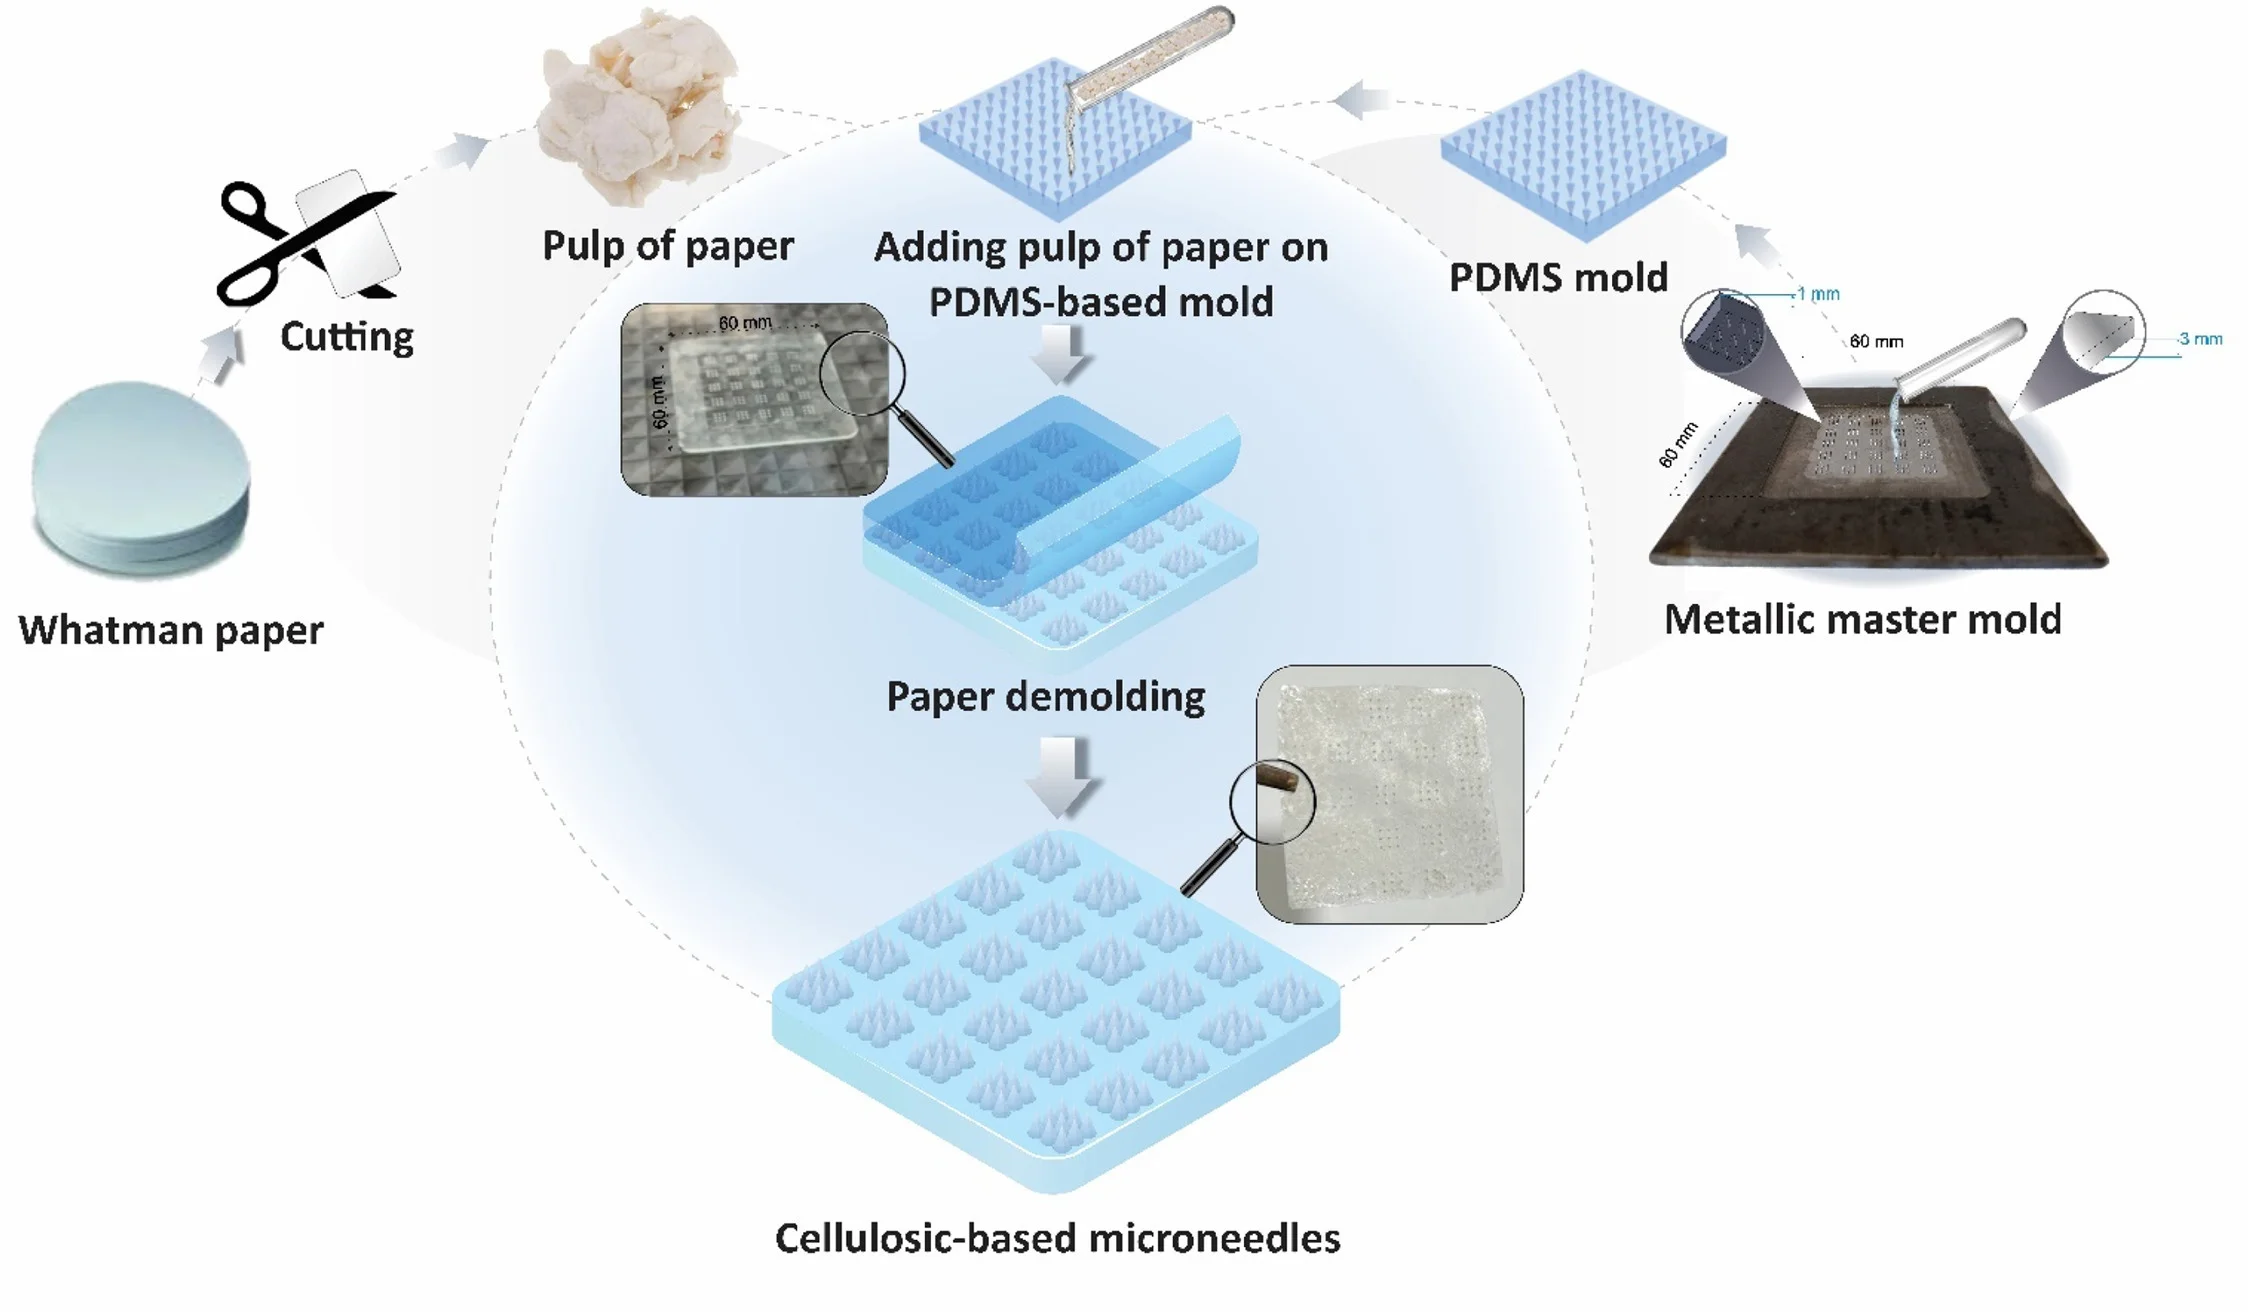 Pulp of paper
Adding pulp of paper on
PDMS-based mold
PDMS mold
Cutting
1 mm
60 mm
3 mm
60 mm
60 mm
60 mm
Whatman paper
Metallic master mold
Paper demolding
Cellulosic-based microneedles